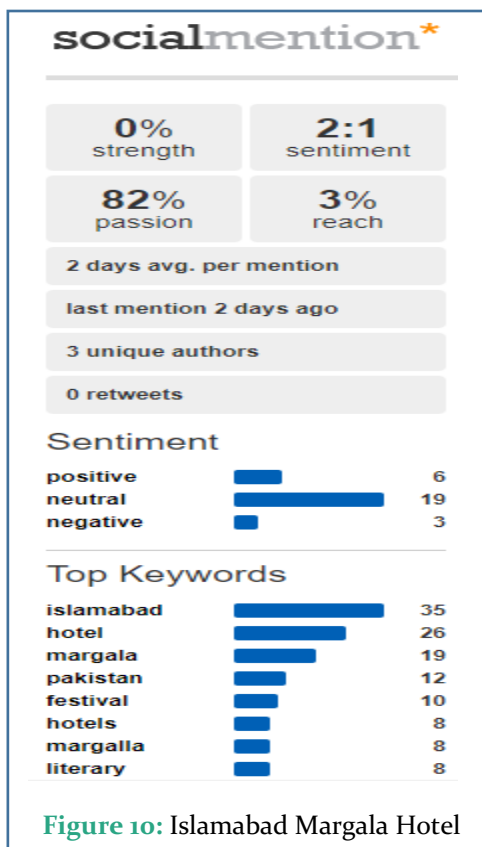 socialmention*
0% 2:1
strength sentiment
82% 3%
passion reach
2 days avg. per mention
last mention 2 days ago
3 unique authors
0 retweets
Sentiment
positive 6
neutral 19
negative 3
Top Keywords
islamabad 35
hotel 26
margala 19
pakistan 12
festival 10
hotels 8
margalla 8
literary 8
Figure 10: Islamabad Margala Hotel